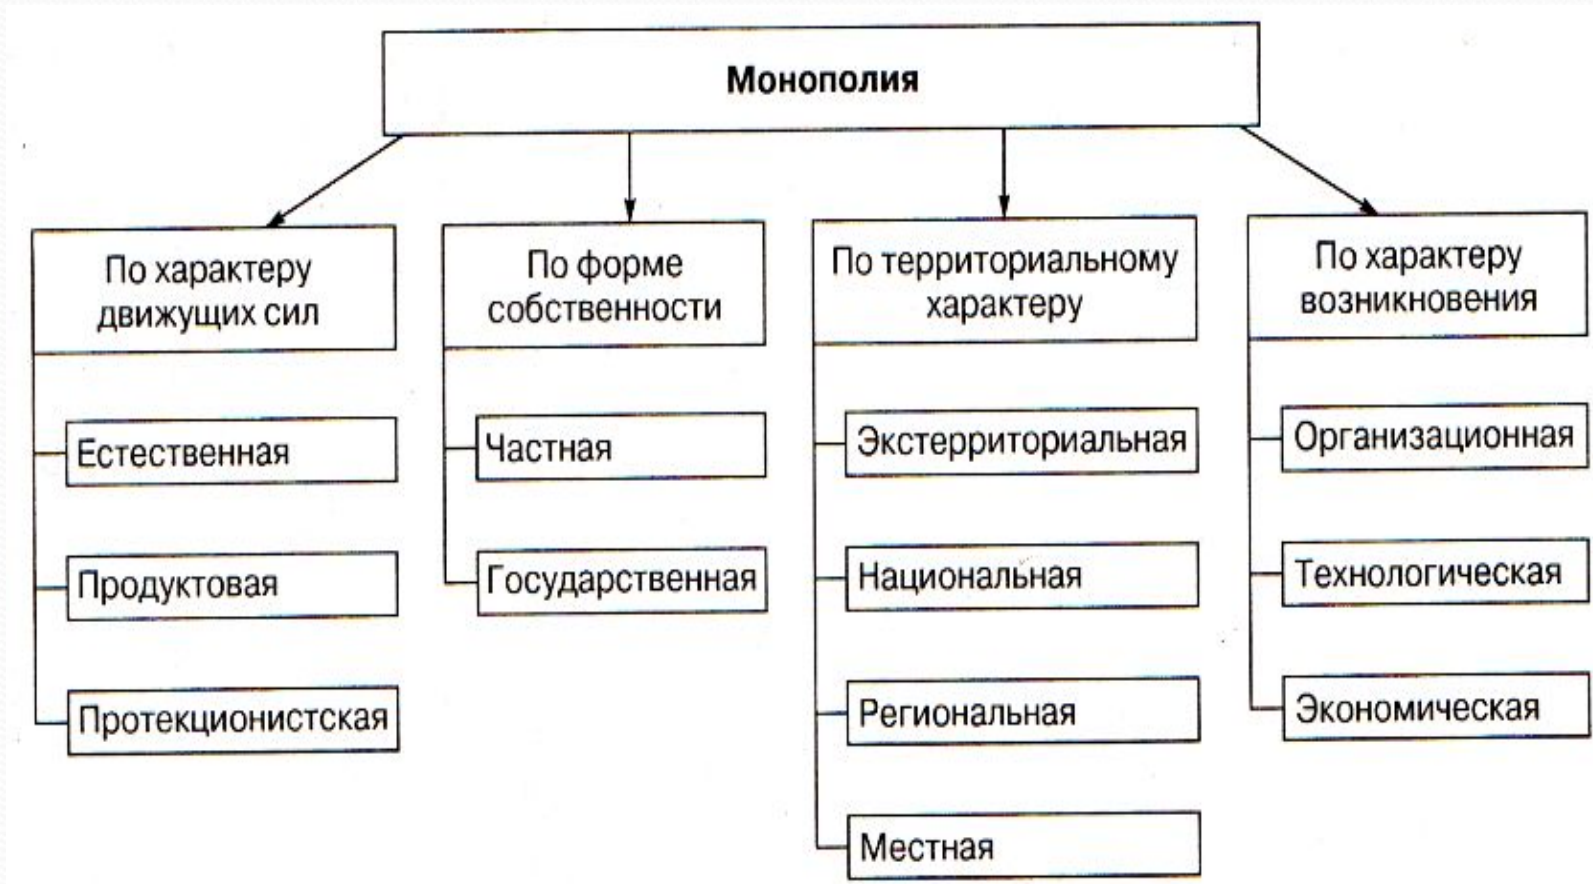 Монополия
По характеру
движущих сил
Естественная
Продуктовая
Протекционистская
По форме
собственности
Частная
Государственная
По территориальному
характеру
Экстерриториальная
Национальная
Региональная
Местная
По характеру
возникновения
Организационная
Технологическая
Экономическая